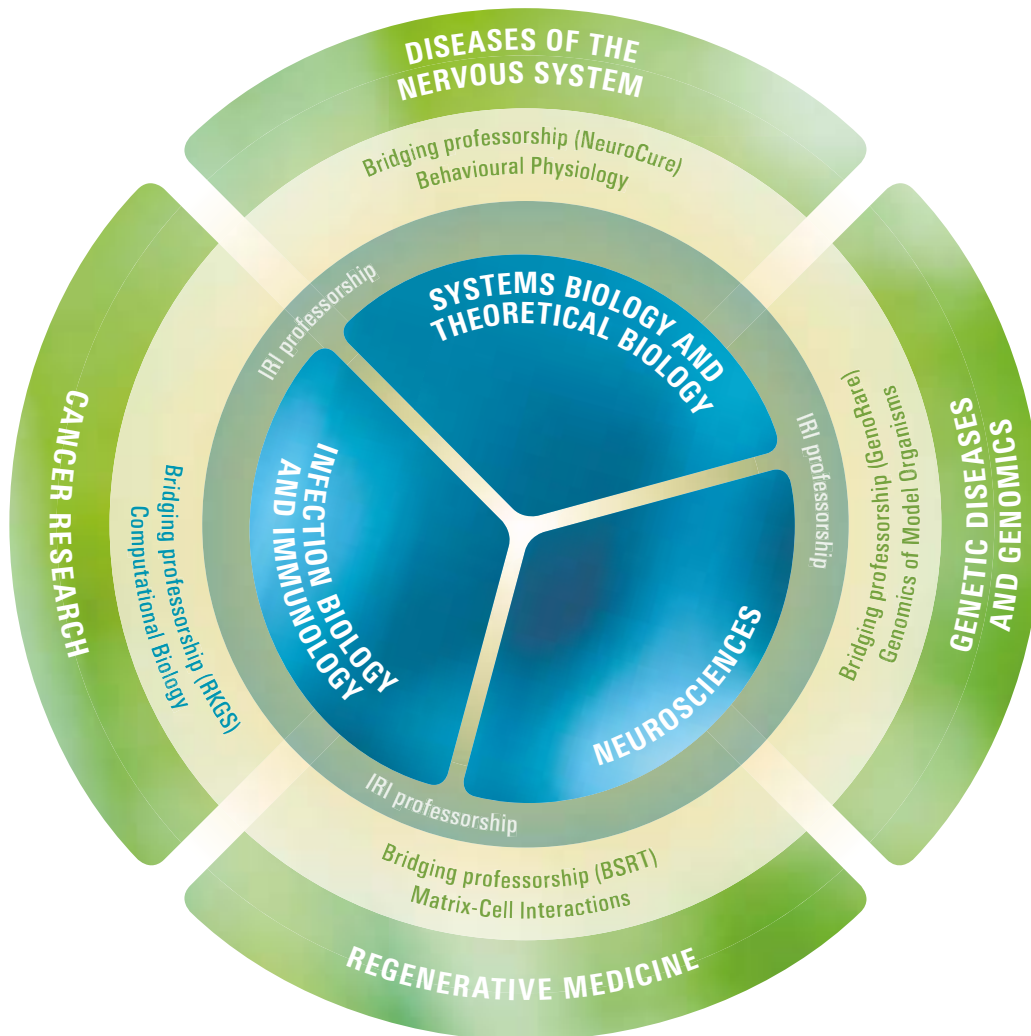 DISEASES OF THE
NERVOUS SYSTEM
Bridging professorship (NeuroCure)
Behavioural Physiology
IRI professorship
SYSTEMS BIOLOGY AND
THEORETICAL BIOLOGY
IRI professorship
Bridging professorship (GenoRare)
Genomics of Model Organisms
GENETIC DISEASES
AND GENOMICS
CANCER RESEARCH
Bridging professorship (RKGS)
Computational Biology
INFECTION BIOLOGY
AND IMMUNOLOGY
NEUROSCIENCES
IRI professorship
Bridging professorship (BSRT)
Matrix-Cell Interactions
REGENERATIVE MEDICINE